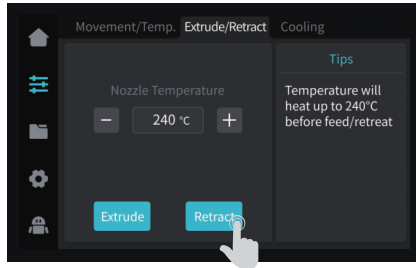 Movement/Temp. Extrude/Retract Cooling
Nozzle Temperature
− 240 °C +
Extrude Retract
Tips
Temperature will
heat up to 240°C
before feed/retreat